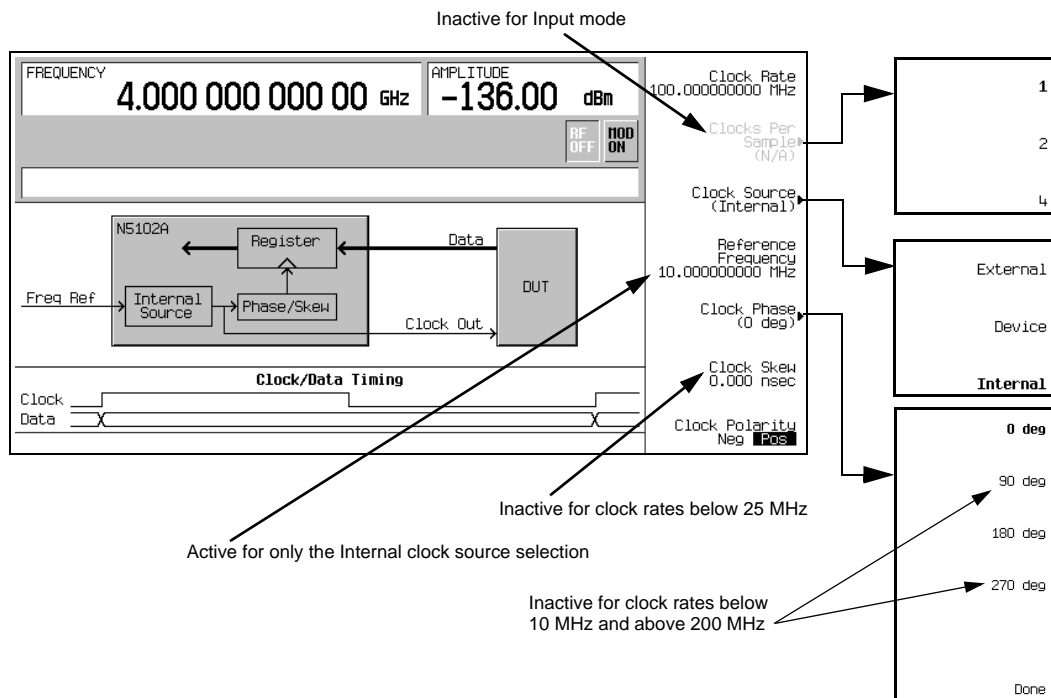 Inactive for Input mode
FREQUENCY
4.000 000 000 00 GHz
AMPLITUDE
-136.00 dBm
RF
OFF
MOD
ON
N5102A
Register
Data
DUT
Freq Ref
Internal
Source
Phase/Skew
Clock Out
Clock/Data Timing
Clock
Data
Clock Rate
100.000000000 MHz
Clocks Per
Sample
(N/A)
Clock Source
(Internal)
Reference
Frequency
10.000000000 MHz
Clock Phase
(0 deg)
Clock Skew
0.000 nsec
Clock Polarity
Neg Pos
1
2
4
External
Device
Internal
0 deg
90 deg
180 deg
270 deg
Done
Inactive for clock rates below 25 MHz
Active for only the Internal clock source selection
Inactive for clock rates below
10 MHz and above 200 MHz